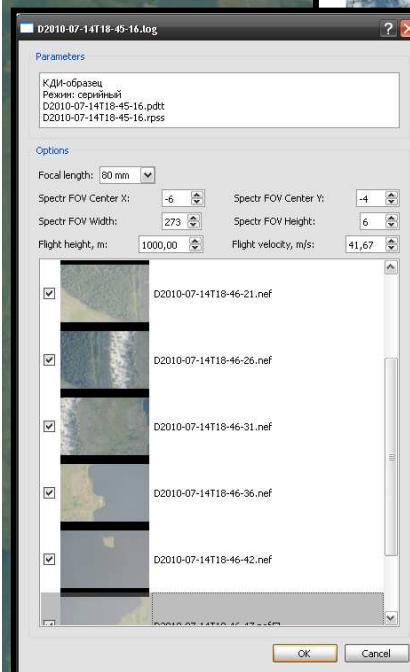 D2010-07-14T18-45-16.log
Parameters
КДИ-образец
Режим: серийный
D2010-07-14T18-45-16.pdtt
D2010-07-14T18-45-16.rpss
Options
Focal length: 80 mm
Spectr FOV Center X: -6 Spectr FOV Center Y: -4
Spectr FOV Width: 273 Spectr FOV Height: 6
Flight height, m: 1000,00 Flight velocity, m/s: 41,67
D2010-07-14T18-46-21.nef
D2010-07-14T18-46-26.nef
D2010-07-14T18-46-31.nef
D2010-07-14T18-46-36.nef
D2010-07-14T18-46-42.nef
OK Cancel